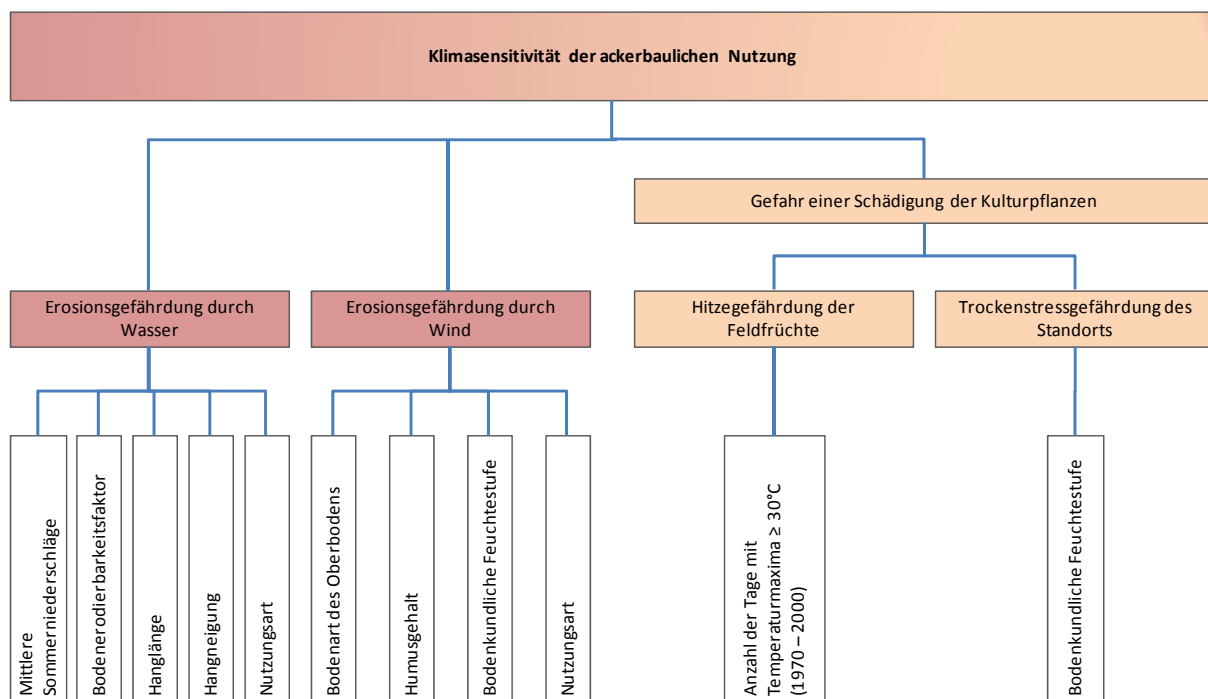 Klimasensitivität der ackerbaulichen Nutzung
Gefahr einer Schädigung der Kulturpflanzen
Erosionsgefährdung durch
Wasser
Erosionsgefährdung durch
Wind
Hitzegefährdung der
Feldfrüchte
Trockenstressgefährdung des
Standorts
Mittlere
Sommerniederschläge
Bodenerodierbarkeitsfaktor
Hanglänge
Hangneigung
Nutzungsart
Bodenart des Oberbodens
Humusgehalt
Bodenkundliche Feuchtestufe
Nutzungsart
Anzahl der Tage mit
Temperaturmaxima ≥ 30°C
(1970 – 2000)
Bodenkundliche Feuchtestufe